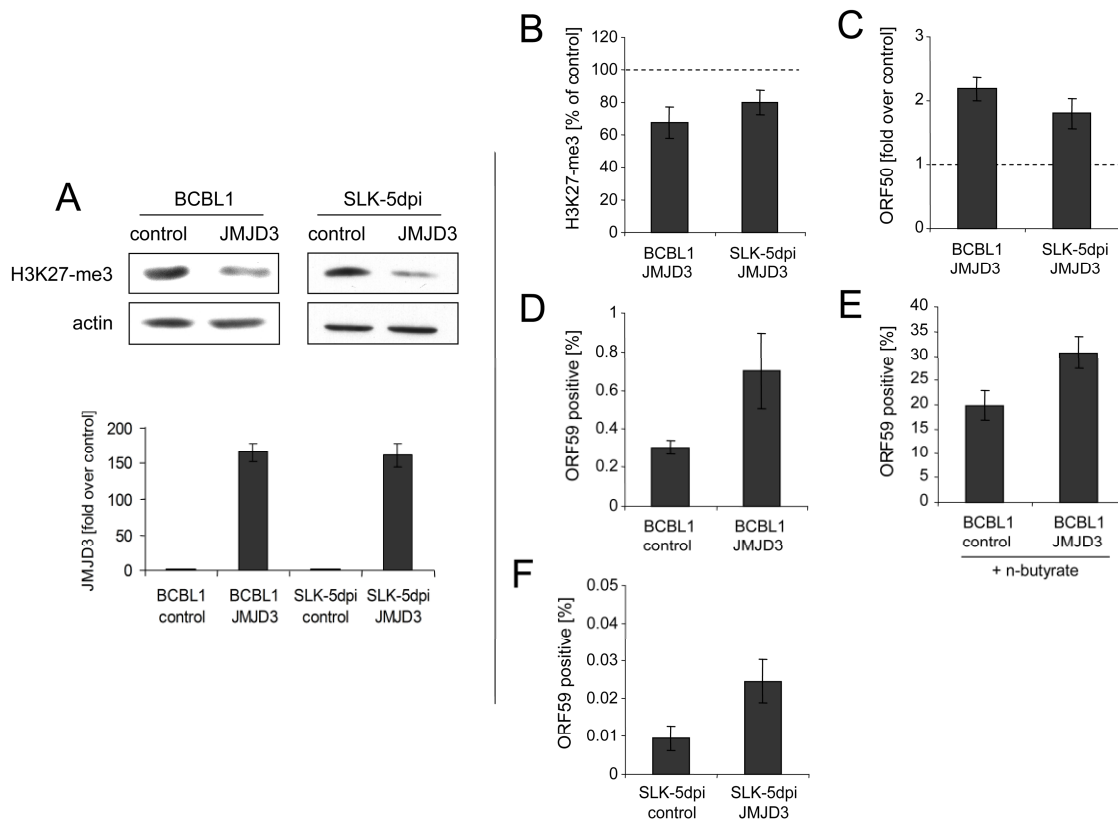 A
BCBL1
SLK-5dpi
control
JMJD3
control
JMJD3
H3K27-me3
actin
JMJD3 [fold over control]
200
150
100
50
0
BCBL1
control
BCBL1
JMJD3
SLK-5dpi
control
SLK-5dpi
JMJD3
B
H3K27-me3 [% of control]
120
100
80
60
40
20
0
BCBL1
JMJD3
SLK-5dpi
JMJD3
C
ORF50 [fold over control]
3
2
1
0
BCBL1
JMJD3
SLK-5dpi
JMJD3
D
ORF59 positive [%]
1
0.8
0.6
0.4
0.2
0
BCBL1
control
BCBL1
JMJD3
E
ORF59 positive [%]
40
35
30
25
20
15
10
5
0
BCBL1
control
BCBL1
JMJD3
+ n-butyrate
F
ORF59 positive [%]
0.05
0.04
0.03
0.02
0.01
0
SLK-5dpi
control
SLK-5dpi
JMJD3